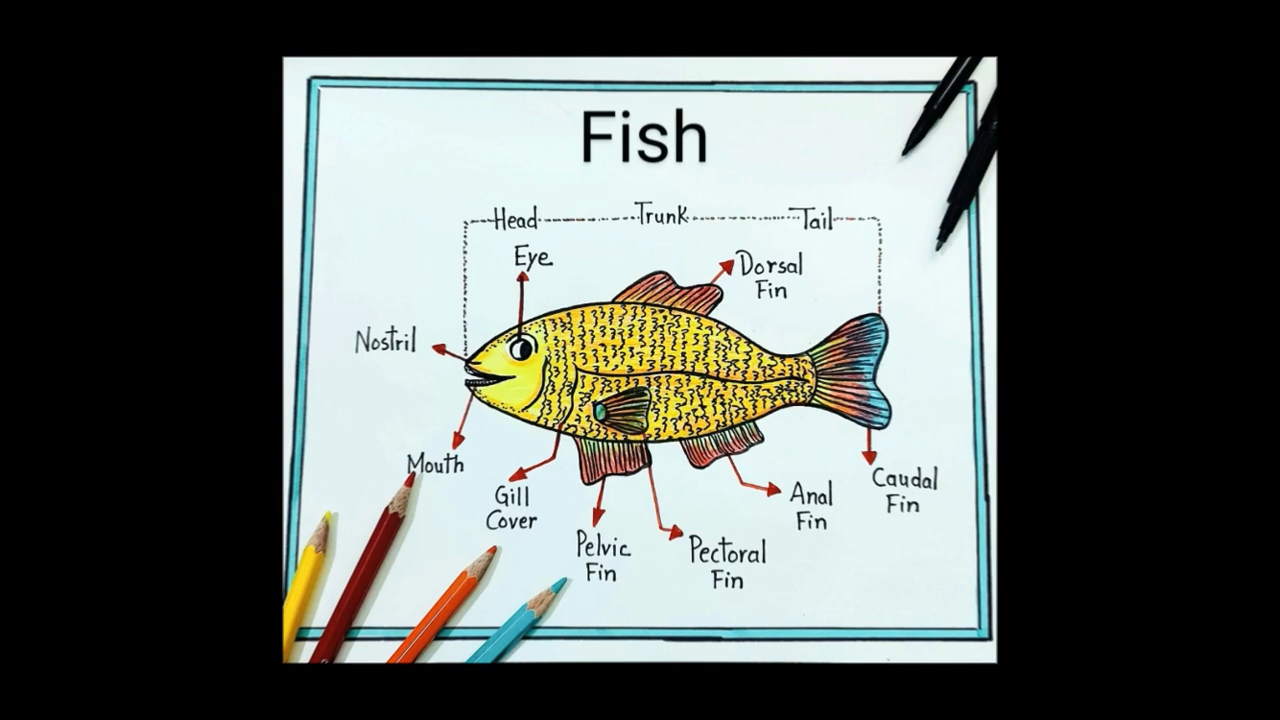 Fish
Head Trunk Tail
Eye
Dorsal
Fin
Nostril
Mouth
Gill
Cover
Pelvic
Fin
Pectoral
Fin
Anal
Fin
Caudal
Fin